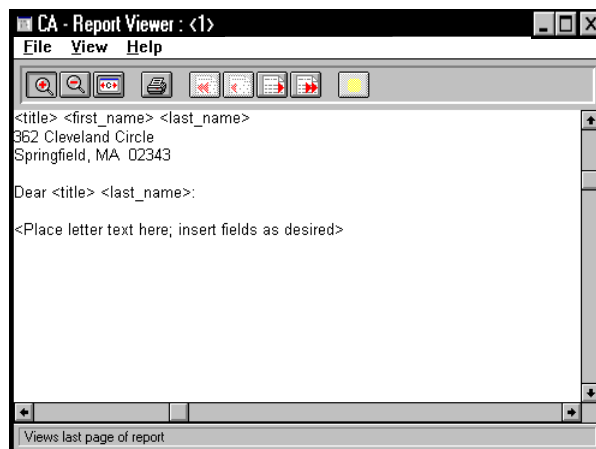 CA - Report Viewer : <1>
File View Help
<title> <first_name> <last_name>
362 Cleveland Circle
Springfield, MA 02343
Dear <title> <last_name>:
<Place letter text here; insert fields as desired>
Views last page of report